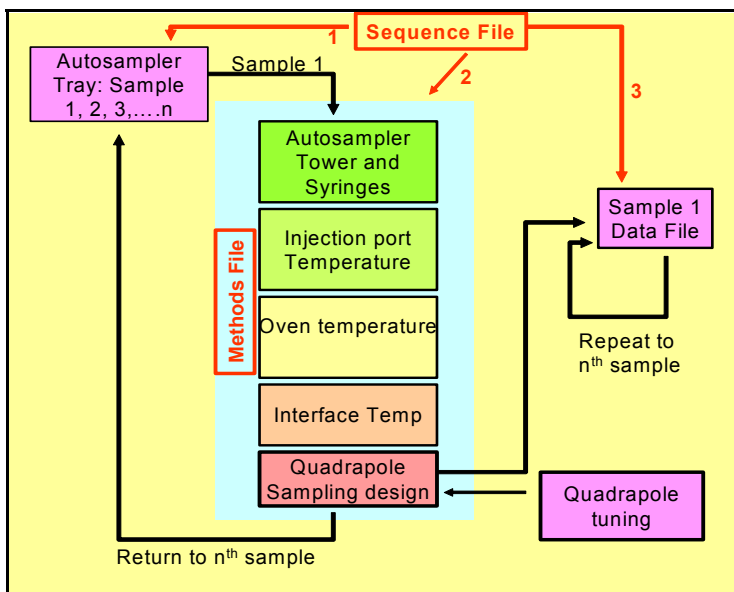 Sequence File
1
2
3
Autosampler
Tray: Sample
1, 2, 3,….n
Sample 1
Autosampler
Tower and
Syringes
Injection port
Temperature
Methods File
Oven temperature
Interface Temp
Quadrapole
Sampling design
Sample 1
Data File
Repeat to
nth sample
Quadrapole
tuning
Return to nth sample